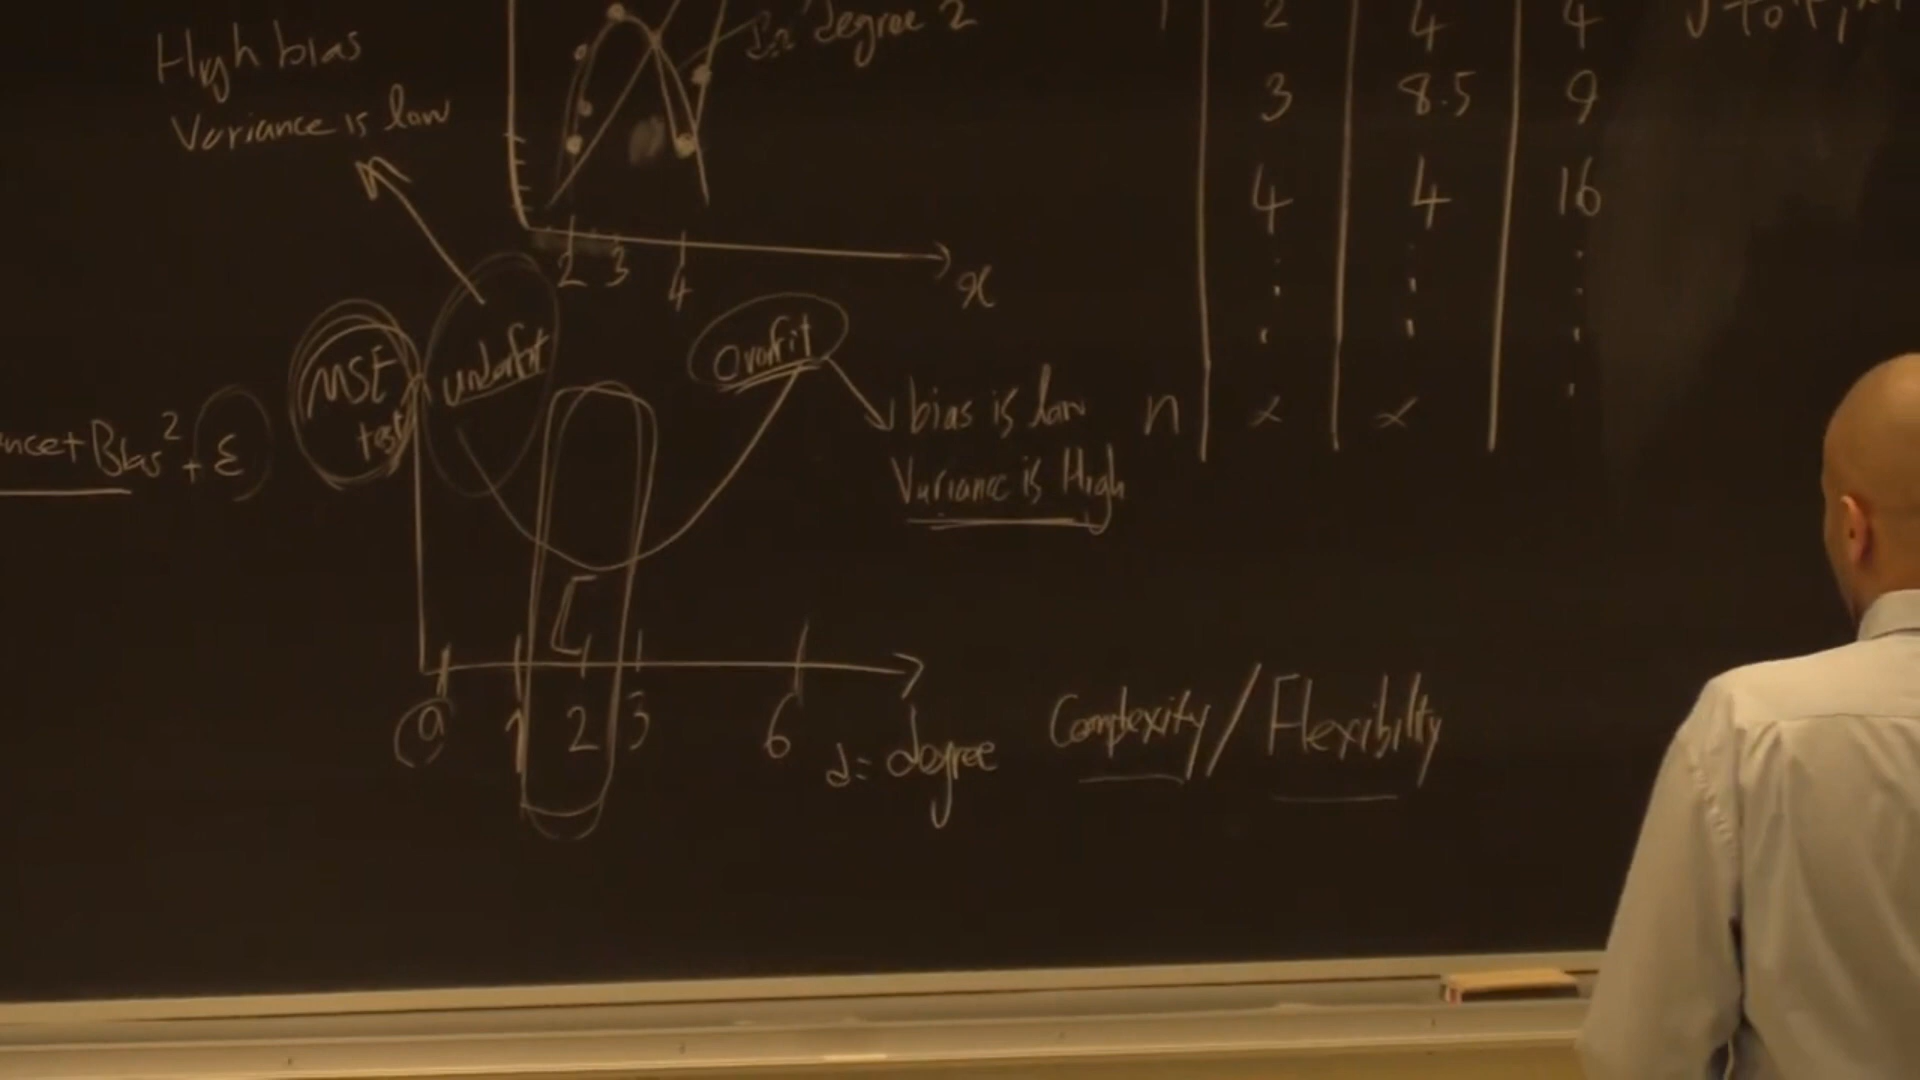 High bias
Variance is low
degree 2
2 4 4
3 8.5 9
4 4 16
n × ×
2 3 4 x
MSE
test
underfit
Overfit
bias is low
Variance is High
+ Bias² + ε
0 1 2 3 6
d = degree
Complexity / Flexibility